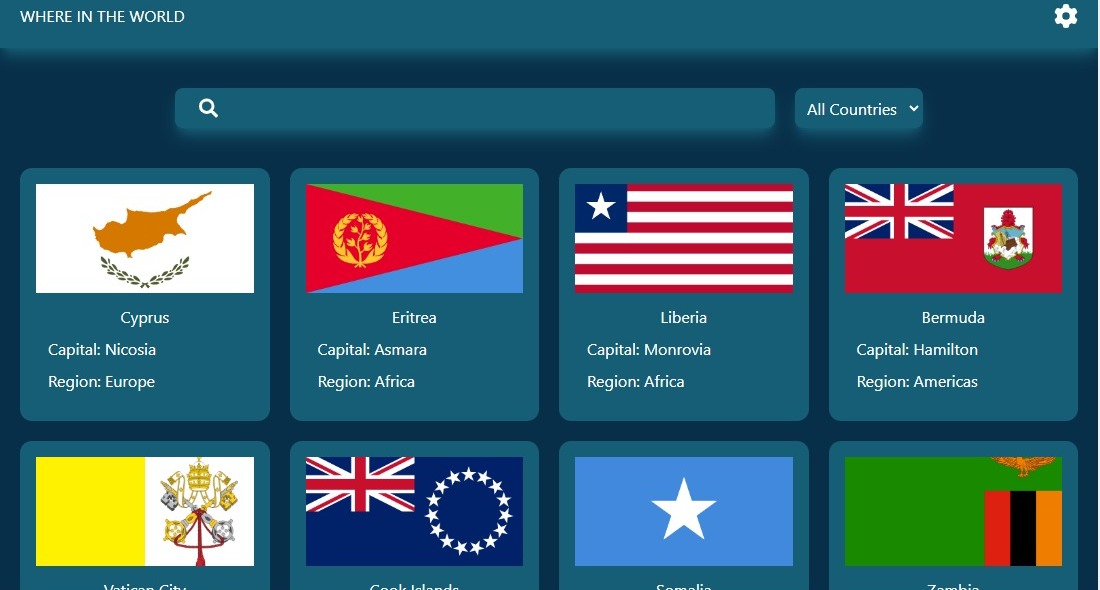 WHERE IN THE WORLD
All Countries
Cyprus
Capital: Nicosia
Region: Europe
Eritrea
Capital: Asmara
Region: Africa
Liberia
Capital: Monrovia
Region: Africa
Bermuda
Capital: Hamilton
Region: Americas
Vatican City
Cook Islands
Somalia
Zambia